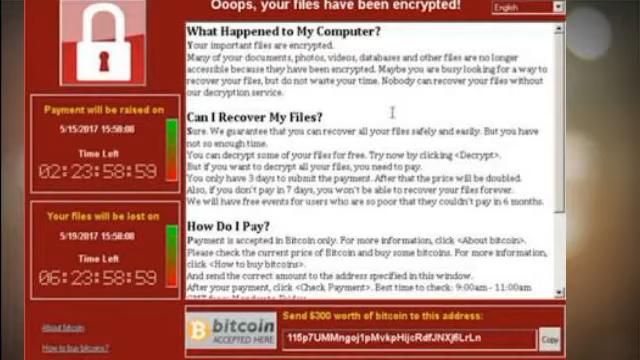 Ooops, your files have been encrypted!
English
What Happened to My Computer?
Your important files are encrypted.
Many of your documents, photos, videos, databases and other files are no longer
accessible because they have been encrypted. Maybe you are busy looking for a way to
recover your files, but do not waste your time. Nobody can recover your files without
our decryption service.
Can I Recover My Files?
Sure. We guarantee that you can recover all your files safely and easily. But you have
not so enough time.
You can decrypt some of your files for free. Try now by clicking <Decrypt>.
But if you want to decrypt all your files, you need to pay.
You only have 3 days to submit the payment. After that the price will be doubled.
Also, if you don't pay in 7 days, you won't be able to recover your files forever.
We will have free events for users who are so poor that they couldn't pay in 6 months.
How Do I Pay?
Payment is accepted in Bitcoin only. For more information, click <About bitcoin>.
Please check the current price of Bitcoin and buy some bitcoins. For more information,
click <How to buy bitcoins>.
And send the correct amount to the address specified in this window.
After your payment, click <Check Payment>. Best time to check: 9:00am - 11:00am
GMT from Monday to Friday
Payment will be raised on
5/15/2017 15:58:08
Time Left
02:23:58:59
Your files will be lost on
5/19/2017 15:58:08
Time Left
06:23:58:59
About bitcoin
How to buy bitcoins?
bitcoin
ACCEPTED HERE
Send $300 worth of bitcoin to this address:
115p7UMMngoj1pMvkpHijcRdfJNXj6LrLn
Copy